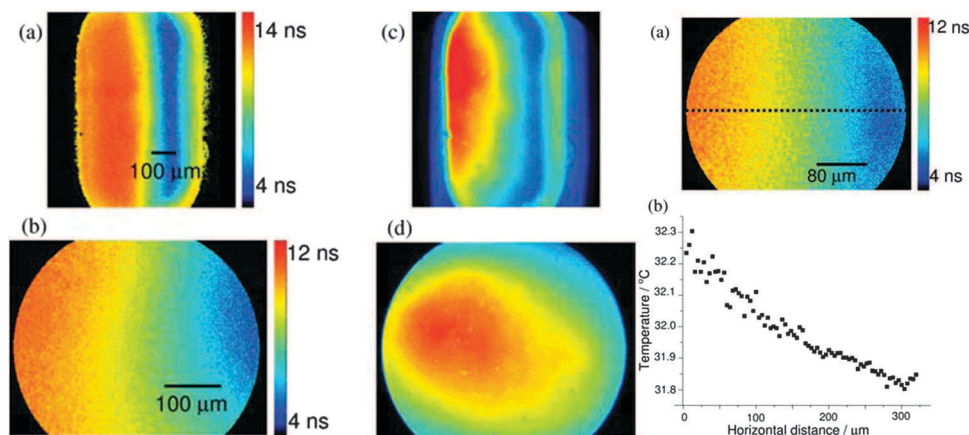 (a)
14 ns
100 μm
4 ns
(b)
12 ns
100 μm
4 ns
(c)
(d)
(a)
12 ns
80 μm
4 ns
(b)
32.3
32.2
32.1
32.0
31.9
31.8
Temperature / °C
0
100
200
300
Horizontal distance / μm